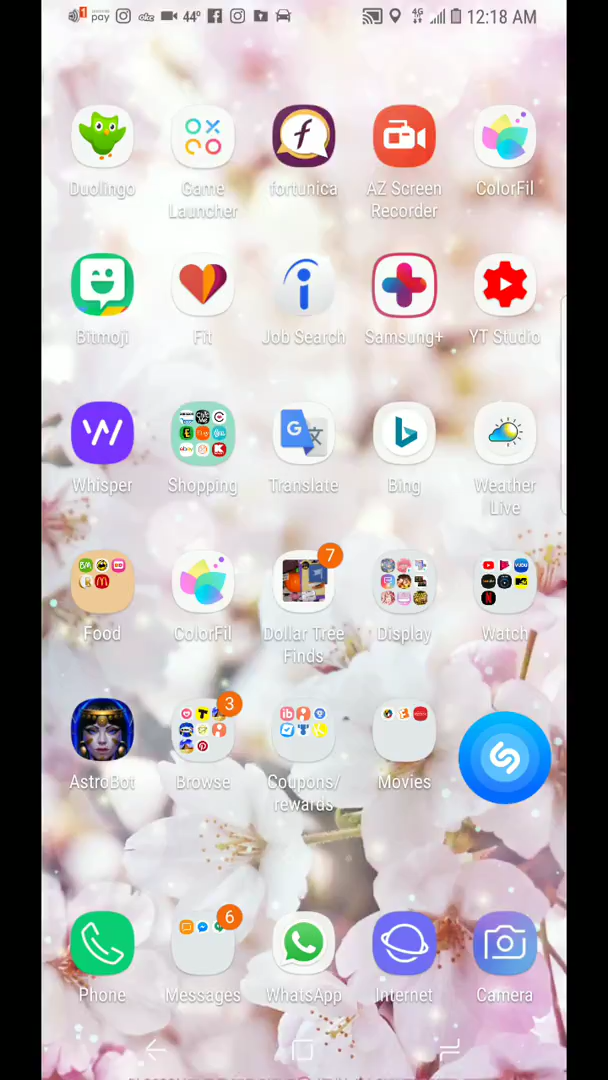 pay 44° 4G 12:18 AM
Duolingo
Game
Launcher
fortunica
AZ Screen
Recorder
ColorFil
Bitmoji
Fit
Job Search
Samsung+
YT Studio
Whisper
Shopping
Translate
Bing
Weather
Live
7
Food
ColorFil
Dollar Tree
Finds
Display
Watch
3
AstroBot
Browse
Coupons/
rewards
Movies
6
Phone
Messages
WhatsApp
Internet
Camera